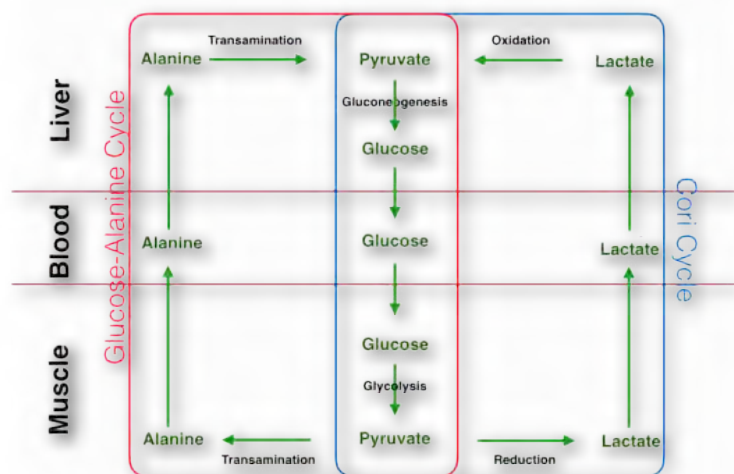 Transamination
Oxidation
Alanine
Pyruvate
Lactate
Gluconeogenesis
Liver
Glucose
Glucose-Alanine Cycle
Cori Cycle
Blood
Alanine
Glucose
Lactate
Glucose
Muscle
Glycolysis
Alanine
Pyruvate
Lactate
Transamination
Reduction